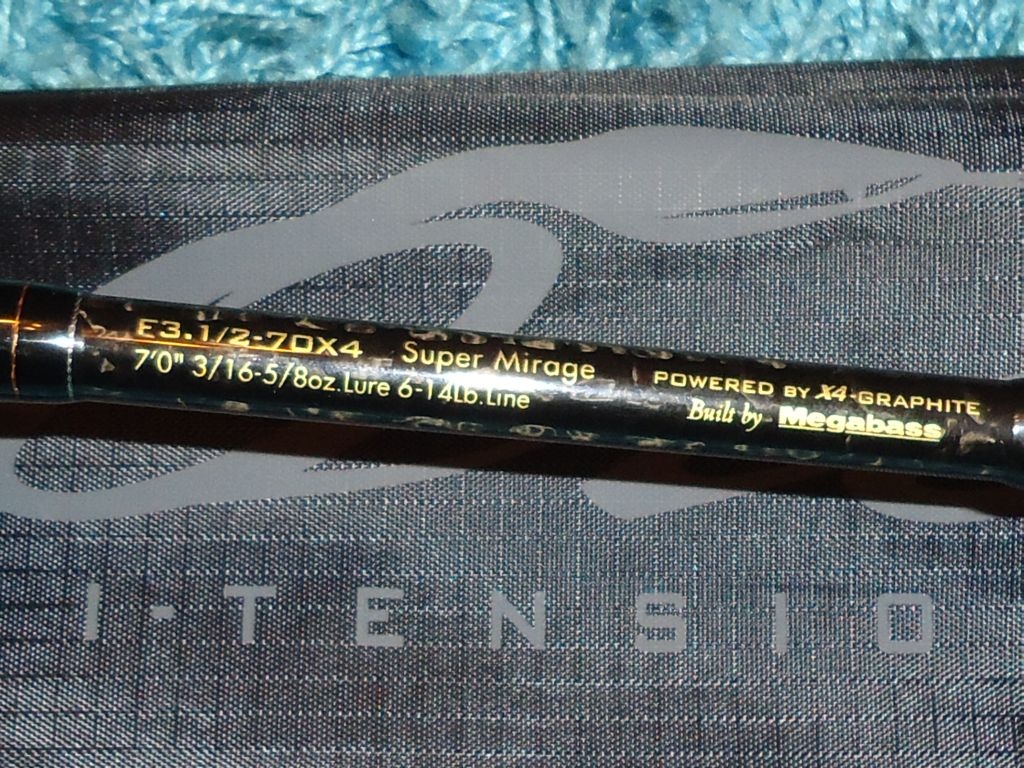 E3.1/2-70X4 Super Mirage
7'0" 3/16-5/8oz.Lure 6-14Lb.Line
POWERED BY X4-GRAPHITE
Built by Megabass
I-TENSIO